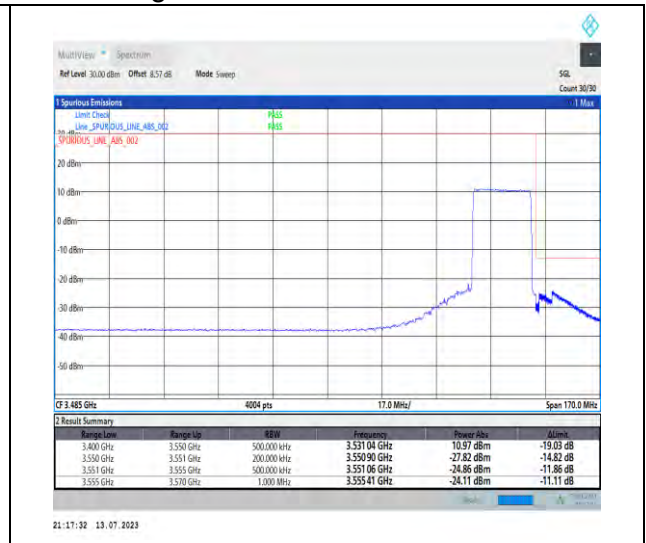 MultiView Spectrum
Ref Level 30.00 dBm Offset 8.57 dB Mode Sweep SGL
Count 30/30
1 Spurious Emissions 1 Max
Limit Check PASS
Line _SPURIOUS_LINE_ABS_002 PASS
_SPURIOUS_LINE_ABS_002
20 dBm
10 dBm
0 dBm
-10 dBm
-20 dBm
-30 dBm
-40 dBm
-50 dBm
CF 3.485 GHz 4004 pts 17.0 MHz/ Span 170.0 MHz
2 Result Summary
Range Low Range Up RBW Frequency Power Abs ΔLimit
3.400 GHz 3.550 GHz 500.000 kHz 3.531 04 GHz 10.97 dBm -19.03 dB
3.550 GHz 3.551 GHz 200.000 kHz 3.550 90 GHz -27.82 dBm -14.82 dB
3.551 GHz 3.555 GHz 500.000 kHz 3.551 06 GHz -24.86 dBm -11.86 dB
3.555 GHz 3.570 GHz 1.000 MHz 3.555 41 GHz -24.11 dBm -11.11 dB
21:17:32 13.07.2023